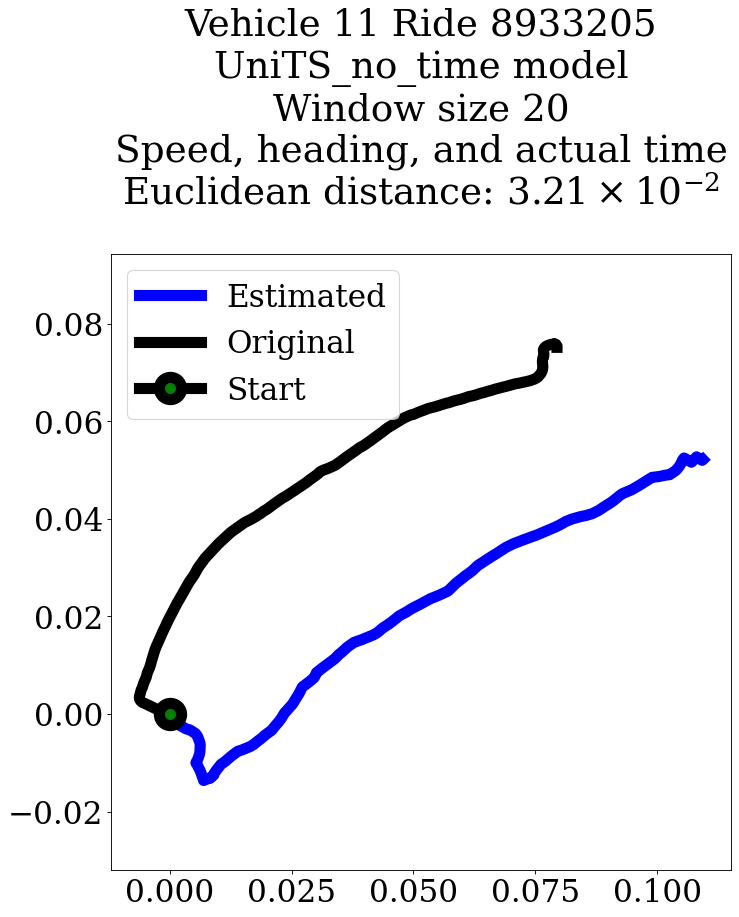 Vehicle 11 Ride 8933205
UniTS_no_time model
Window size 20
Speed, heading, and actual time
Euclidean distance: 3.21 × 10⁻²
Estimated
Original
Start
0.08
0.06
0.04
0.02
0.00
−0.02
0.000 0.025 0.050 0.075 0.100